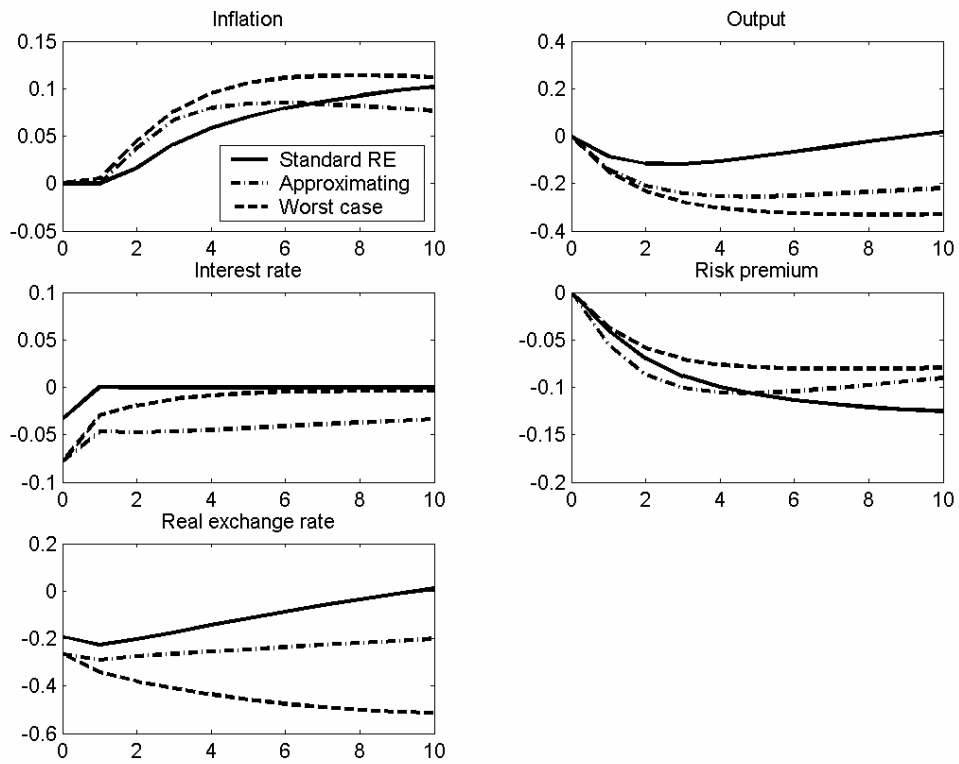 Inflation
0.15
0.1
0.05
0
-0.05
0 2 4 6 8 10
Standard RE
Approximating
Worst case
Output
0.4
0.2
0
-0.2
-0.4
0 2 4 6 8 10
Interest rate
0.1
0.05
0
-0.05
-0.1
0 2 4 6 8 10
Risk premium
0
-0.05
-0.1
-0.15
-0.2
0 2 4 6 8 10
Real exchange rate
0.2
0
-0.2
-0.4
-0.6
0 2 4 6 8 10